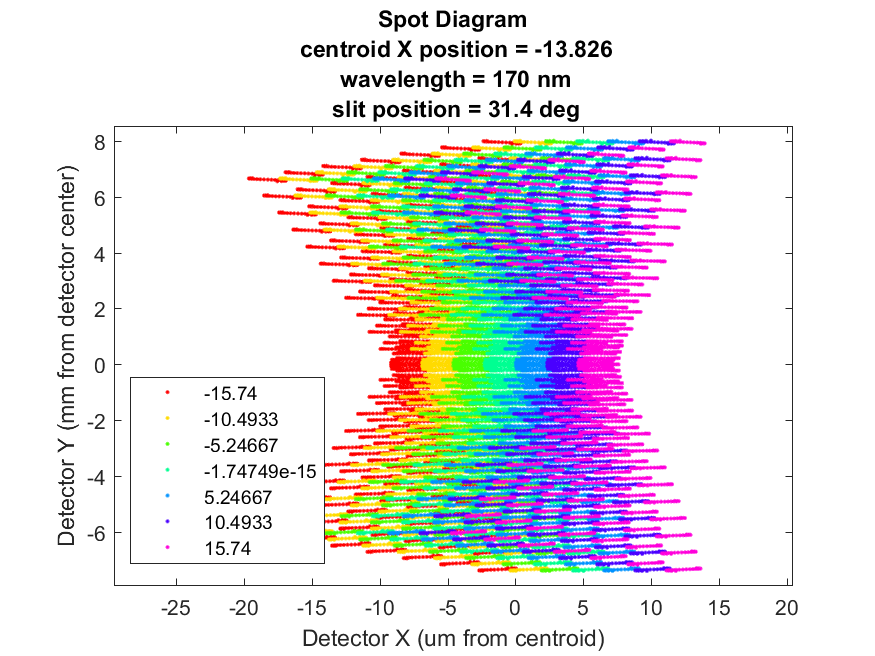 Spot Diagram
centroid X position = -13.826
wavelength = 170 nm
slit position = 31.4 deg
8
6
4
2
0
-2
-4
-6
Detector Y (mm from detector center)
-15.74
-10.4933
-5.24667
-1.74749e-15
5.24667
10.4933
15.74
-25 -20 -15 -10 -5 0 5 10 15 20
Detector X (um from centroid)